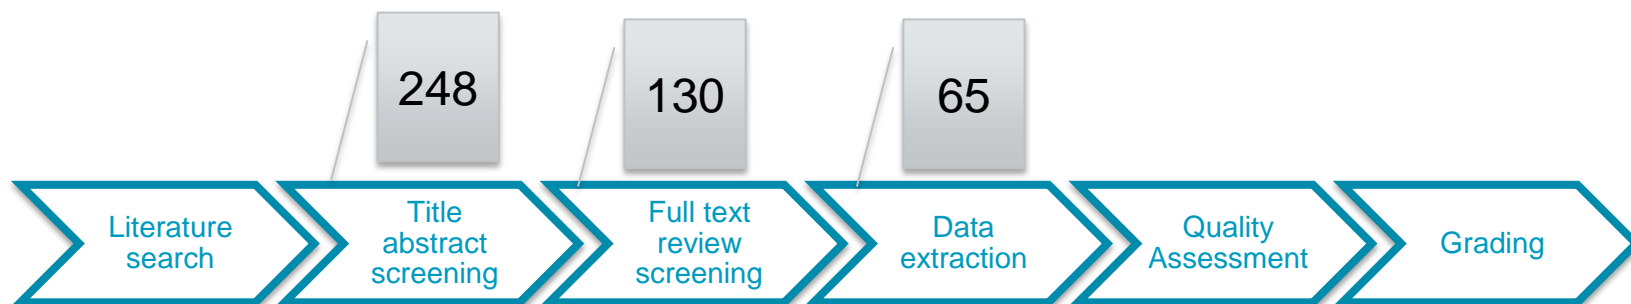 248
130
65
Literature
search
Title
abstract
screening
Full text
review
screening
Data
extraction
Quality
Assessment
Grading